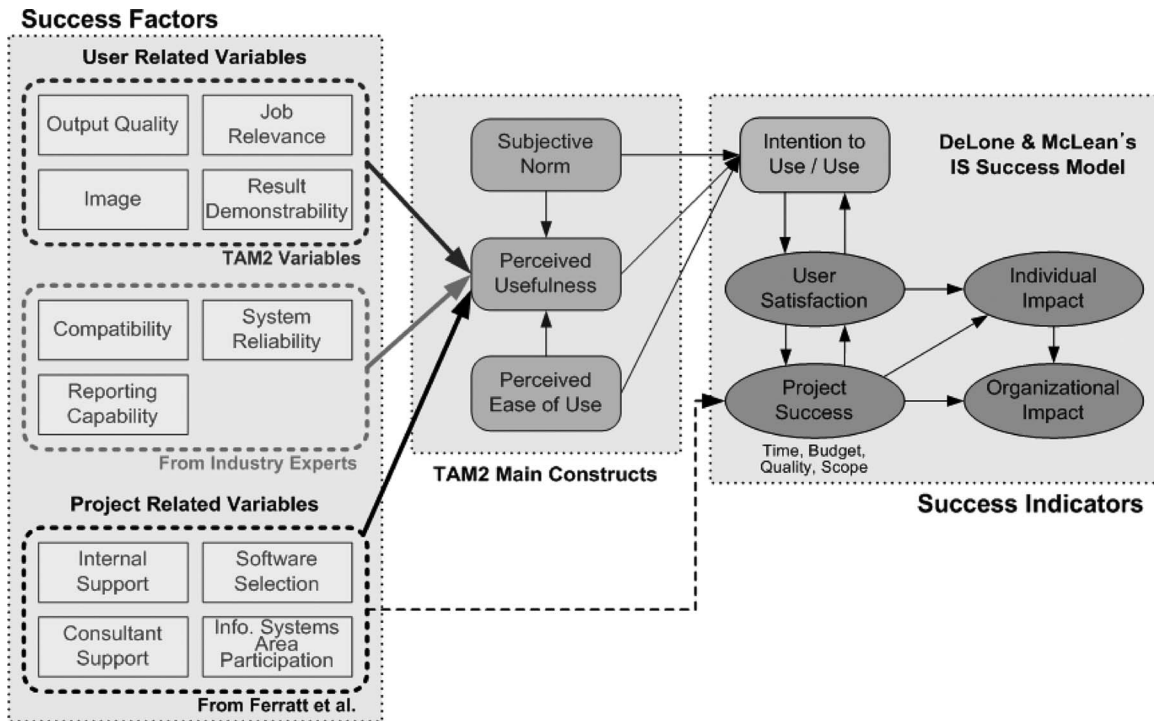 Success Factors
User Related Variables
Output Quality
Job
Relevance
Image
Result
Demonstrability
TAM2 Variables
Compatibility
System
Reliability
Reporting
Capability
From Industry Experts
Project Related Variables
Internal
Support
Software
Selection
Consultant
Support
Info. Systems
Area
Participation
From Ferratt et al.
Subjective
Norm
Perceived
Usefulness
Perceived
Ease of Use
TAM2 Main Constructs
Intention to
Use / Use
DeLone & McLean's
IS Success Model
User
Satisfaction
Individual
Impact
Project
Success
Organizational
Impact
Time, Budget,
Quality, Scope
Success Indicators